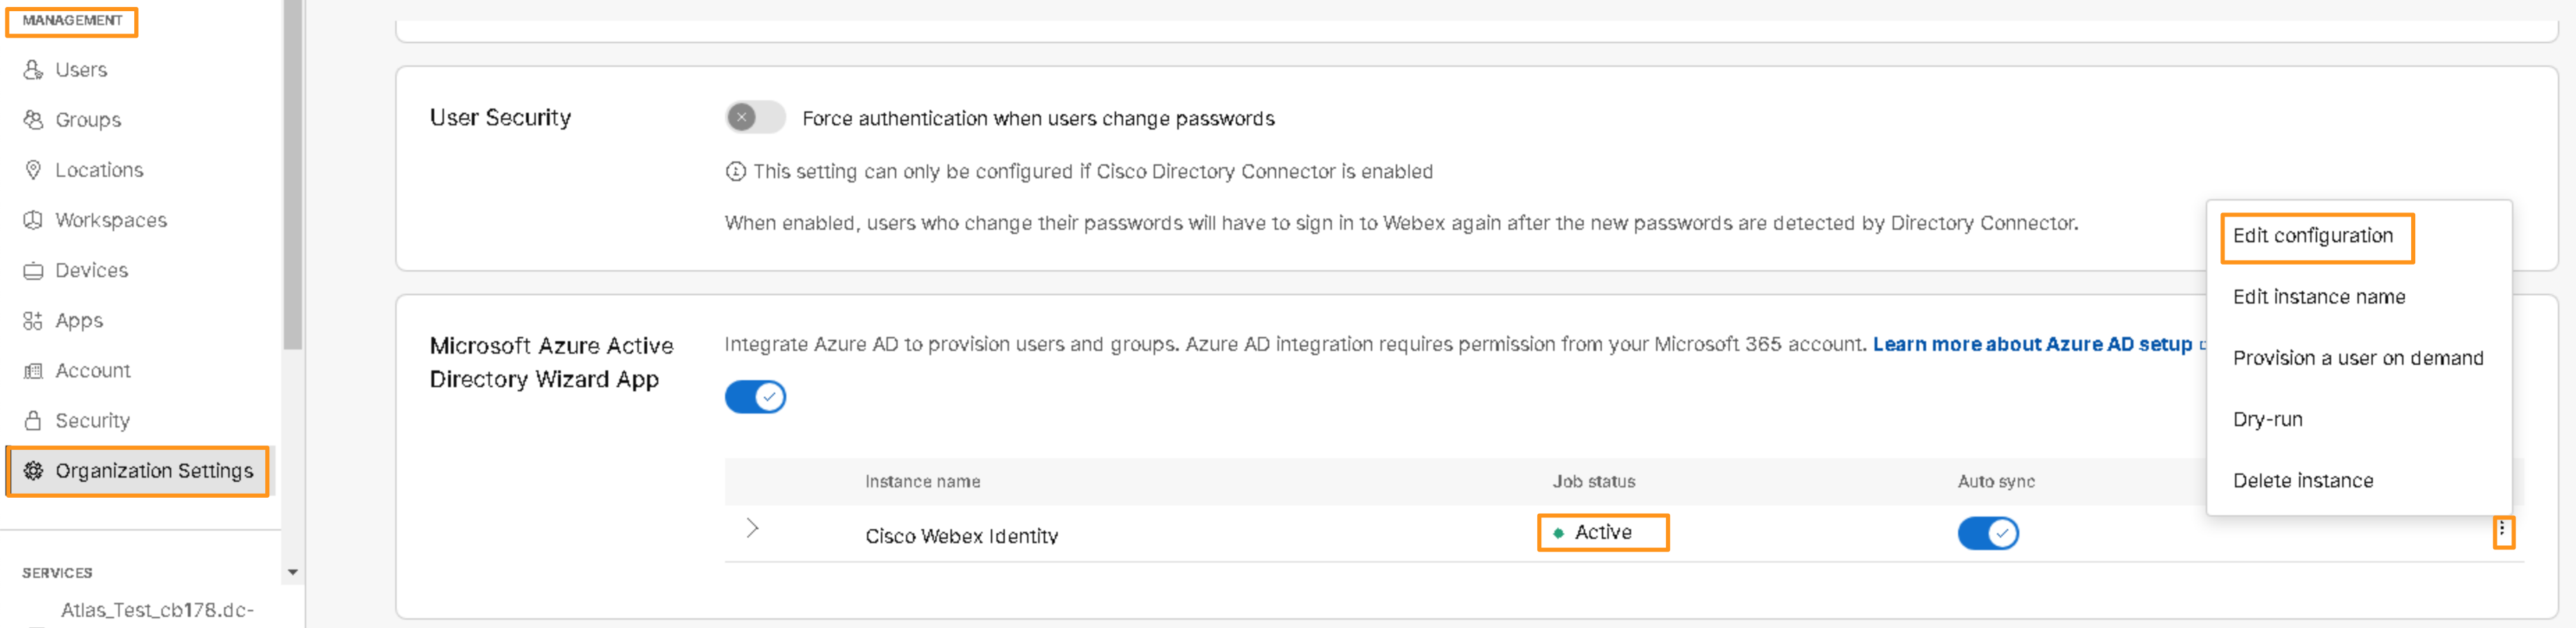 MANAGEMENT
Users
Groups
Locations
Workspaces
Devices
Apps
Account
Security
Organization Settings
SERVICES
Atlas_Test_cb178.dc-
User Security
Force authentication when users change passwords
This setting can only be configured if Cisco Directory Connector is enabled
When enabled, users who change their passwords will have to sign in to Webex again after the new passwords are detected by Directory Connector.
Microsoft Azure Active
Directory Wizard App
Integrate Azure AD to provision users and groups. Azure AD integration requires permission from your Microsoft 365 account. Learn more about Azure AD setup
Instance name Job status Auto sync
Cisco Webex Identity Active
Edit configuration
Edit instance name
Provision a user on demand
Dry-run
Delete instance